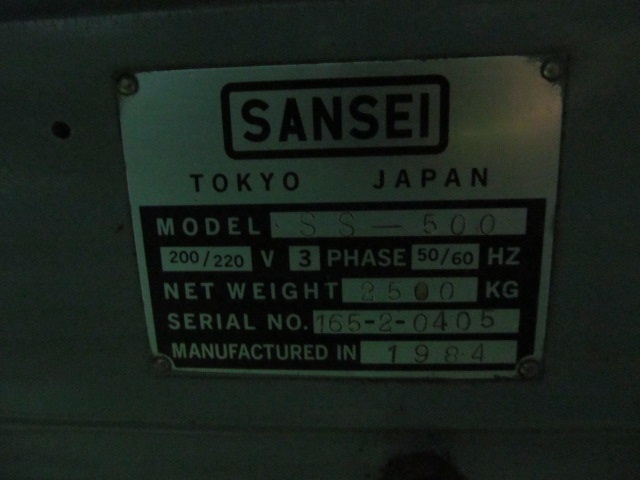 SANSEI
TOKYO JAPAN
MODEL SS-500
200/220 V 3 PHASE 50/60 HZ
NET WEIGHT 2500 KG
SERIAL NO. 165-2-0405
MANUFACTURED IN 1984